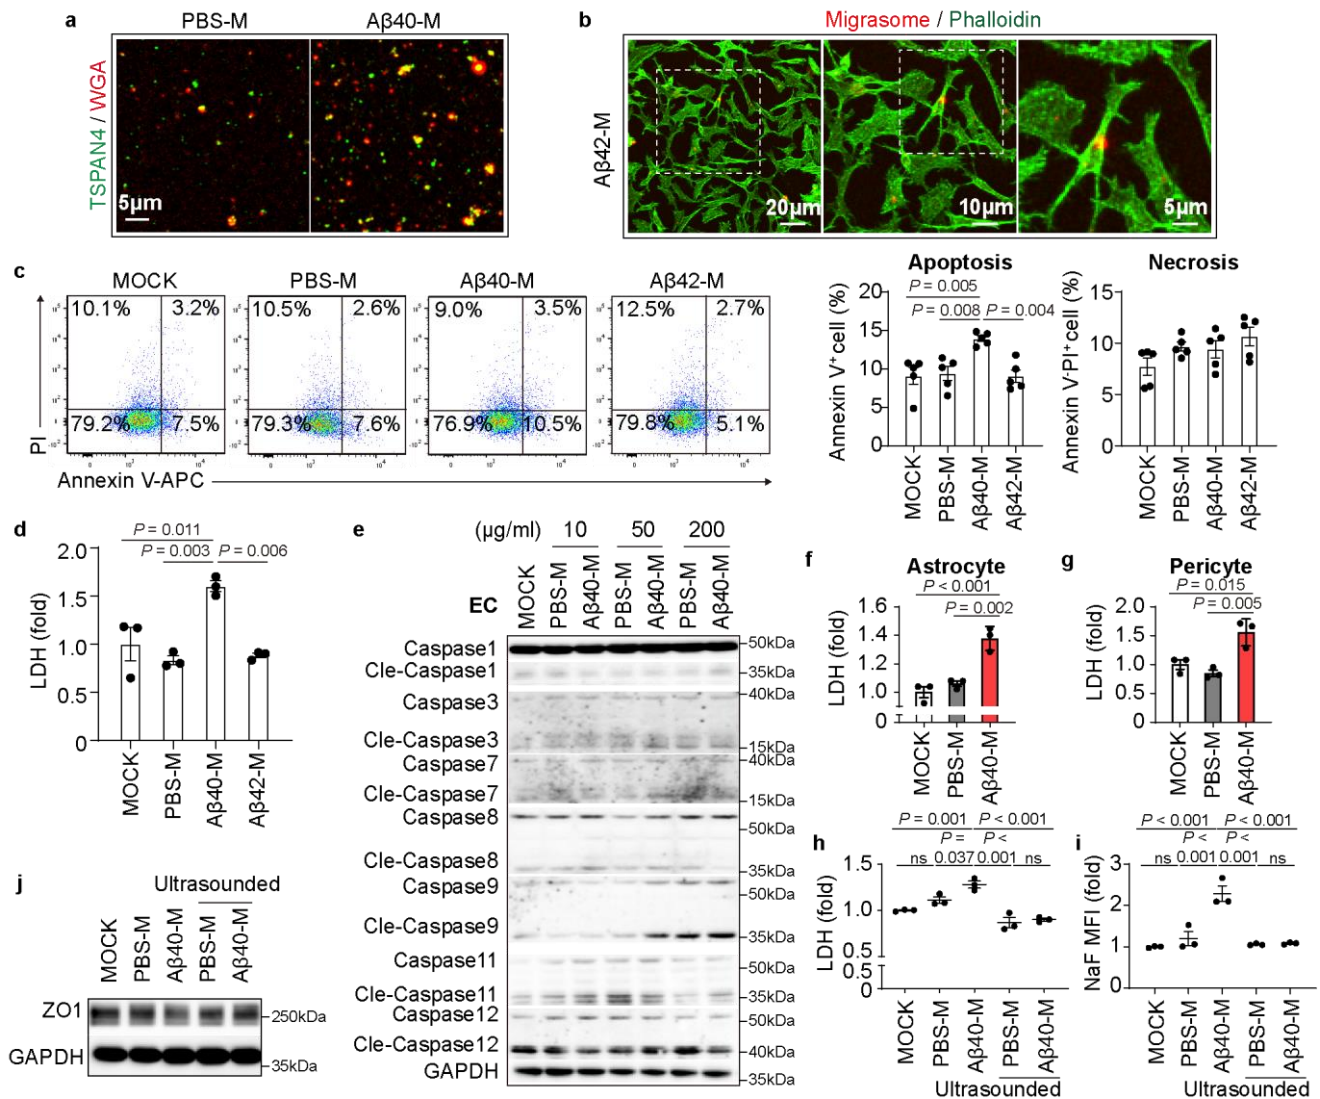 a
PBS-M
Aβ40-M
TSPAN4 / WGA
5μm
b
Migrasome / Phalloidin
Aβ42-M
20μm
10μm
5μm
c
MOCK
PBS-M
Aβ40-M
Aβ42-M
10.1%
3.2%
79.2%
7.5%
10.5%
2.6%
79.3%
7.6%
9.0%
3.5%
76.9%
10.5%
12.5%
2.7%
79.8%
5.1%
PI
Annexin V-APC
Apoptosis
Annexin V⁺cell (%)
P = 0.005
P = 0.008
P = 0.004
20
15
10
5
0
MOCK
PBS-M
Aβ40-M
Aβ42-M
Necrosis
Annexin V⁻PI⁺cell (%)
15
10
5
0
MOCK
PBS-M
Aβ40-M
Aβ42-M
d
P = 0.011
P = 0.003
P = 0.006
LDH (fold)
2.0
1.5
1.0
0.5
0
MOCK
PBS-M
Aβ40-M
Aβ42-M
e
(μg/ml)
10
50
200
EC
MOCK
PBS-M
Aβ40-M
PBS-M
Aβ40-M
PBS-M
Aβ40-M
Caspase1
50kDa
Cle-Caspase1
35kDa
40kDa
Caspase3
Cle-Caspase3
15kDa
Caspase7
40kDa
Cle-Caspase7
15kDa
Caspase8
50kDa
Cle-Caspase8
35kDa
Caspase9
50kDa
Cle-Caspase9
35kDa
Caspase11
50kDa
Cle-Caspase11
35kDa
Caspase12
50kDa
Cle-Caspase12
40kDa
GAPDH
35kDa
f
Astrocyte
P < 0.001
P = 0.002
LDH (fold)
1.6
1.4
1.2
1.0
0
MOCK
PBS-M
Aβ40-M
g
Pericyte
P = 0.015
P = 0.005
LDH (fold)
2.0
1.5
1.0
0.5
0
MOCK
PBS-M
Aβ40-M
h
P = 0.001
P < 0.001
P =
P <
ns
0.037
0.001
ns
LDH (fold)
1.5
1.0
0.5
0.5
0
MOCK
PBS-M
Aβ40-M
PBS-M
Aβ40-M
Ultrasounded
i
P < 0.001
P < 0.001
P <
P <
ns
0.001
0.001
ns
NaF MFI (fold)
3
2
1
0
MOCK
PBS-M
Aβ40-M
PBS-M
Aβ40-M
Ultrasounded
j
Ultrasounded
MOCK
PBS-M
Aβ40-M
PBS-M
Aβ40-M
ZO1
250kDa
GAPDH
35kDa